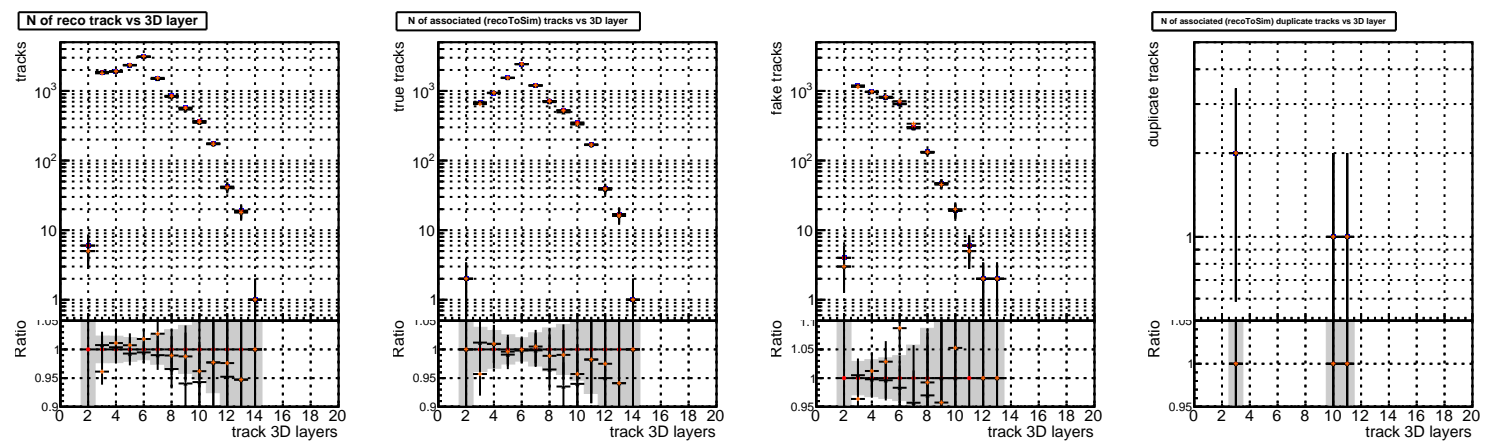 N of reco track vs 3D layer
tracks
10³
10²
10
1
Ratio
1.05
1
0.95
0.9
0 2 4 6 8 10 12 14 16 18 20
track 3D layers
N of associated (recoToSim) tracks vs 3D layer
true tracks
10³
10²
10
1
Ratio
1.05
1
0.95
0.9
0 2 4 6 8 10 12 14 16 18 20
track 3D layers
fake tracks
10³
10²
10
1
Ratio
1.1
1.05
1
0.95
0 2 4 6 8 10 12 14 16 18 20
track 3D layers
N of associated (recoToSim) duplicate tracks vs 3D layer
duplicate tracks
1
Ratio
1.05
1
0.95
0 2 4 6 8 10 12 14 16 18 20
track 3D layers